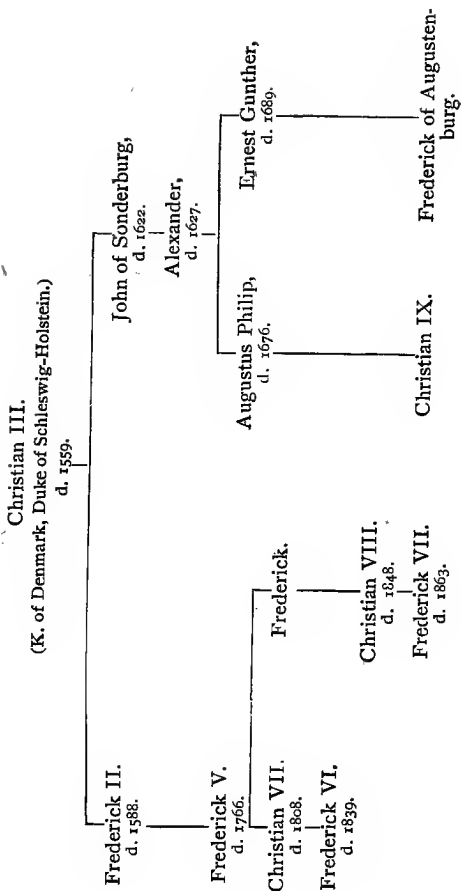 Christian III.
(K. of Denmark, Duke of Schleswig-Holstein.)
d. 1559.
Frederick II.
d. 1588.
John of Sonderburg,
d. 1622.
Alexander,
d. 1627.
Frederick V.
d. 1766.
Augustus Philip,
d. 1676.
Ernest Gunther,
d. 1689.
Christian VII.
d. 1808.
Frederick.
Frederick VI.
d. 1839.
Christian VIII.
d. 1848.
Frederick VII.
d. 1863.
Christian IX.
Frederick of Augusten-
burg.